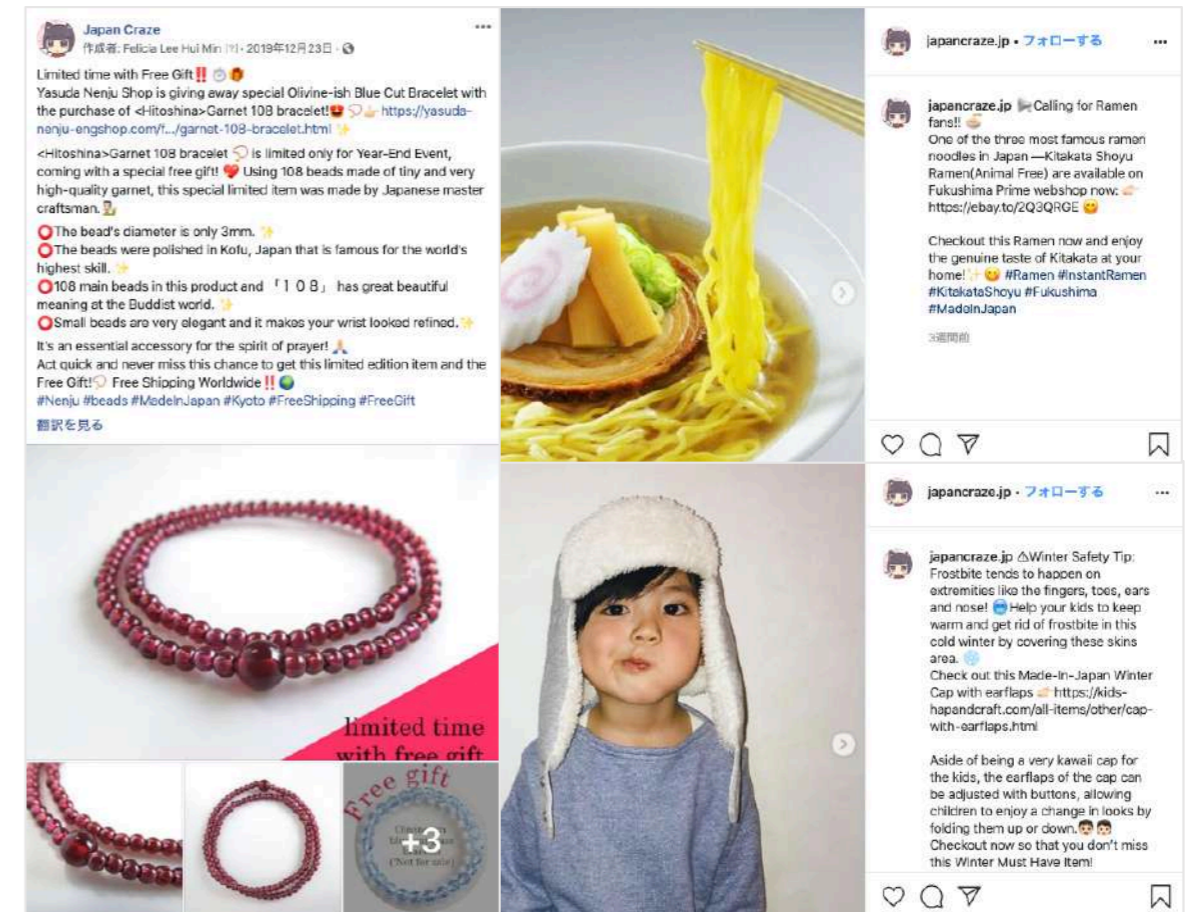 Japan Craze
作成者: Felicia Lee Hui Min [?] · 2019年12月23日 ·
Limited time with Free Gift‼
Yasuda Nenju Shop is giving away special Olivine-ish Blue Cut Bracelet with
the purchase of <Hitoshina>Garnet 108 bracelet! https://yasuda-
nenju-engshop.com/f.../garnet-108-bracelet.html
<Hitoshina>Garnet 108 bracelet is limited only for Year-End Event,
coming with a special free gift! Using 108 beads made of tiny and very
high-quality garnet, this special limited item was made by Japanese master
craftsman.
⭕The bead's diameter is only 3mm.
⭕The beads were polished in Kofu, Japan that is famous for the world's
highest skill.
⭕108 main beads in this product and 「１０８」 has great beautiful
meaning at the Buddist world.
⭕Small beads are very elegant and it makes your wrist looked refined.
It's an essential accessory for the spirit of prayer!
Act quick and never miss this chance to get this limited edition item and the
Free Gift! Free Shipping Worldwide‼
#Nenju #beads #MadeInJapan #Kyoto #FreeShipping #FreeGift
翻訳を見る
limited time
with free gift
Free gift
+3
(*Not for sale)
japancraze.jp • フォローする
japancraze.jp Calling for Ramen
fans!!
One of the three most famous ramen
noodles in Japan —Kitakata Shoyu
Ramen(Animal Free) are available on
Fukushima Prime webshop now:
https://ebay.to/2Q3QRGE
Checkout this Ramen now and enjoy
the genuine taste of Kitakata at your
home! #Ramen #InstantRamen
#KitakataShoyu #Fukushima
#MadeInJapan
3週間前
japancraze.jp • フォローする
japancraze.jp ⚠Winter Safety Tip:
Frostbite tends to happen on
extremities like the fingers, toes, ears
and nose! Help your kids to keep
warm and get rid of frostbite in this
cold winter by covering these skins
area.
Check out this Made-In-Japan Winter
Cap with earflaps https://kids-
hapandcraft.com/all-items/other/cap-
with-earflaps.html
Aside of being a very kawaii cap for
the kids, the earflaps of the cap can
be adjusted with buttons, allowing
children to enjoy a change in looks by
folding them up or down.
Checkout now so that you don't miss
this Winter Must Have Item!